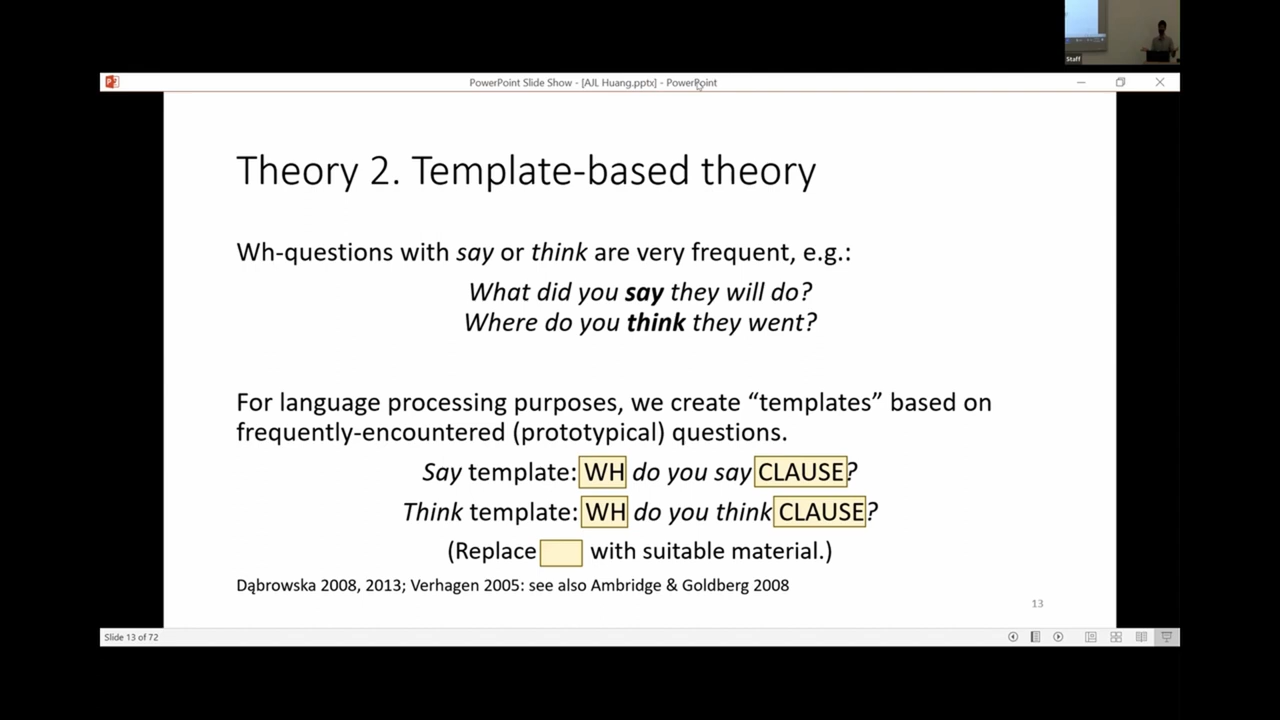 Staff
PowerPoint Slide Show - [AJL Huang.pptx] - PowerPoint
Theory 2. Template-based theory
Wh-questions with say or think are very frequent, e.g.:
What did you say they will do?
Where do you think they went?
For language processing purposes, we create “templates” based on
frequently-encountered (prototypical) questions.
Say template: WH do you say CLAUSE?
Think template: WH do you think CLAUSE?
(Replace with suitable material.)
Dąbrowska 2008, 2013; Verhagen 2005: see also Ambridge & Goldberg 2008
13
Slide 13 of 72